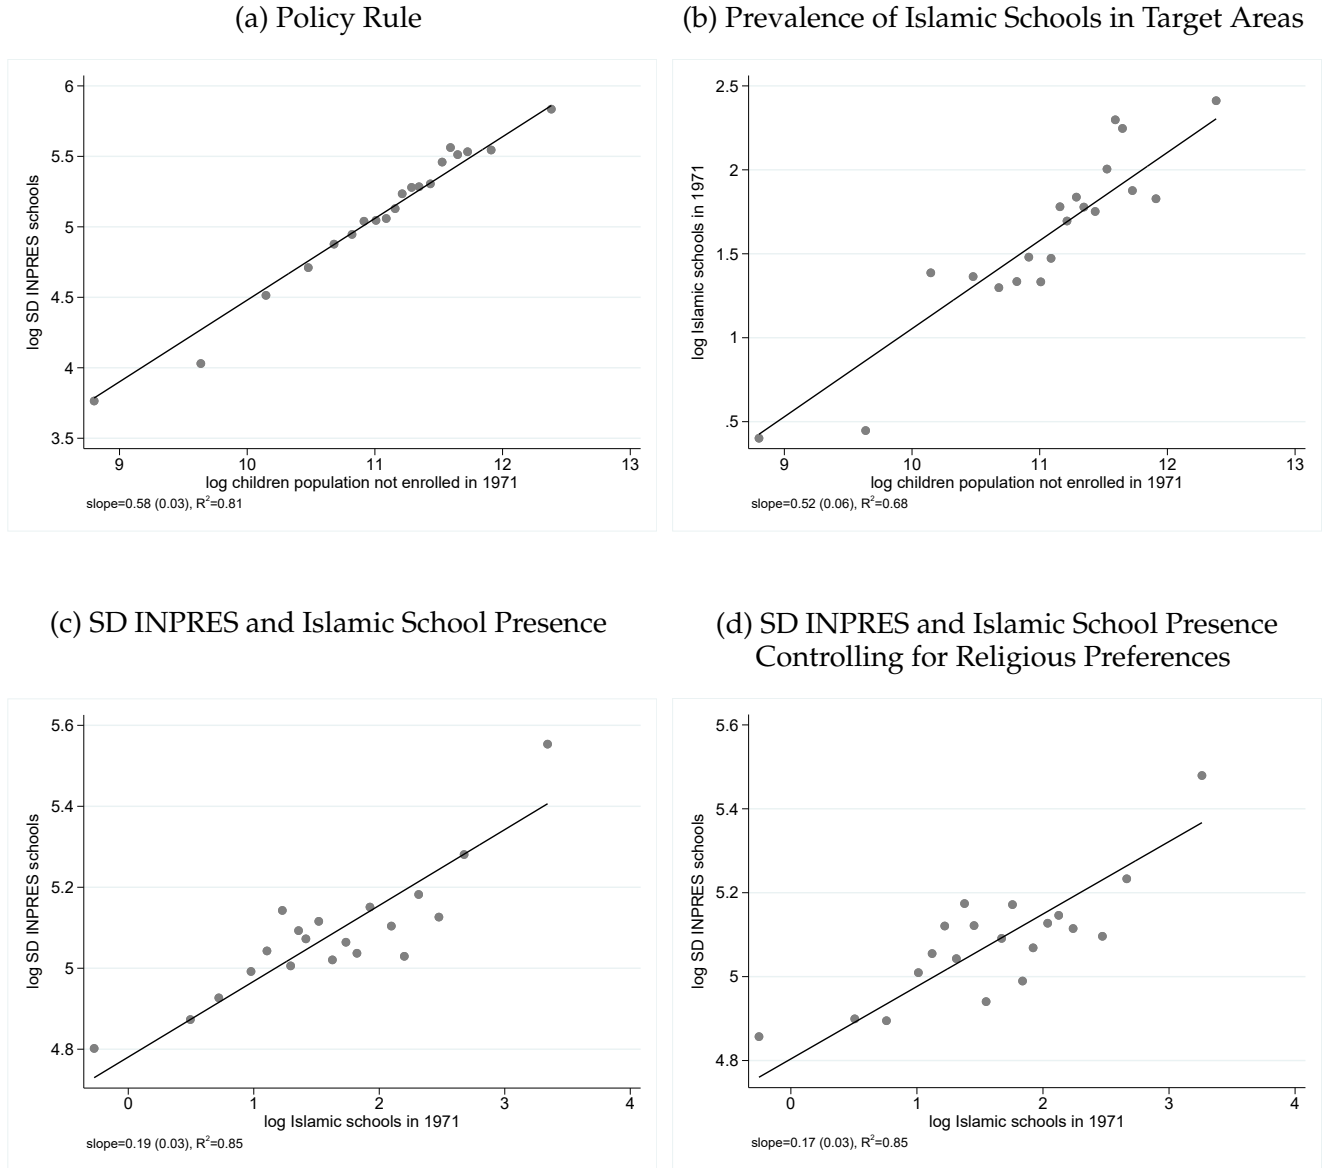 (a) Policy Rule
6
5.5
5
4.5
4
3.5
log SD INPRES schools
9 10 11 12 13
log children population not enrolled in 1971
slope=0.58 (0.03), R²=0.81
(b) Prevalence of Islamic Schools in Target Areas
2.5
2
1.5
1
.5
log Islamic schools in 1971
9 10 11 12 13
log children population not enrolled in 1971
slope=0.52 (0.06), R²=0.68
(c) SD INPRES and Islamic School Presence
5.6
5.4
5.2
5
4.8
log SD INPRES schools
0 1 2 3 4
log Islamic schools in 1971
slope=0.19 (0.03), R²=0.85
(d) SD INPRES and Islamic School Presence
Controlling for Religious Preferences
5.6
5.4
5.2
5
4.8
log SD INPRES schools
0 1 2 3 4
log Islamic schools in 1971
slope=0.17 (0.03), R²=0.85